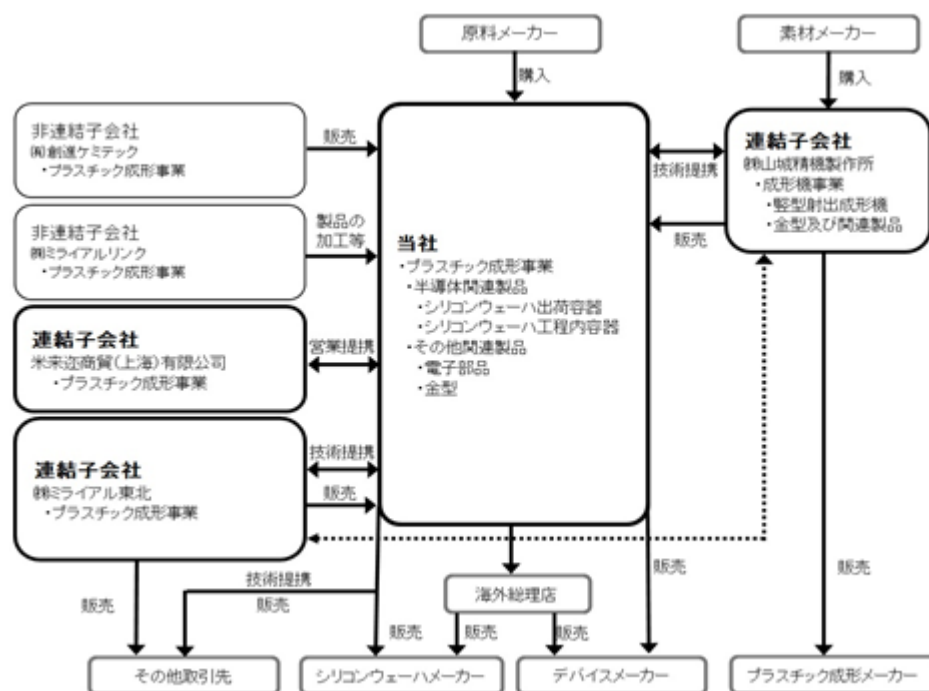 原料メーカー
素材メーカー
購入
購入
非連結子会社
㈲創進ケミテック
・プラスチック成形事業
販売
非連結子会社
㈱ミライアルリンク
・プラスチック成形事業
製品の
加工等
連結子会社
米来迩商貿(上海)有限公司
・プラスチック成形事業
営業提携
連結子会社
㈱ミライアル東北
・プラスチック成形事業
技術提携
販売
当社
・プラスチック成形事業
・半導体関連製品
・シリコンウェーハ出荷容器
・シリコンウェーハ工程内容器
・その他関連製品
・電子部品
・金型
技術提携
販売
連結子会社
㈱山城精機製作所
・成形機事業
・竪型射出成形機
・金型及び関連製品
技術提携
販売
販売
海外総理店
販売
販売
販売
販売
販売
その他取引先
シリコンウェーハメーカー
デバイスメーカー
プラスチック成形メーカー